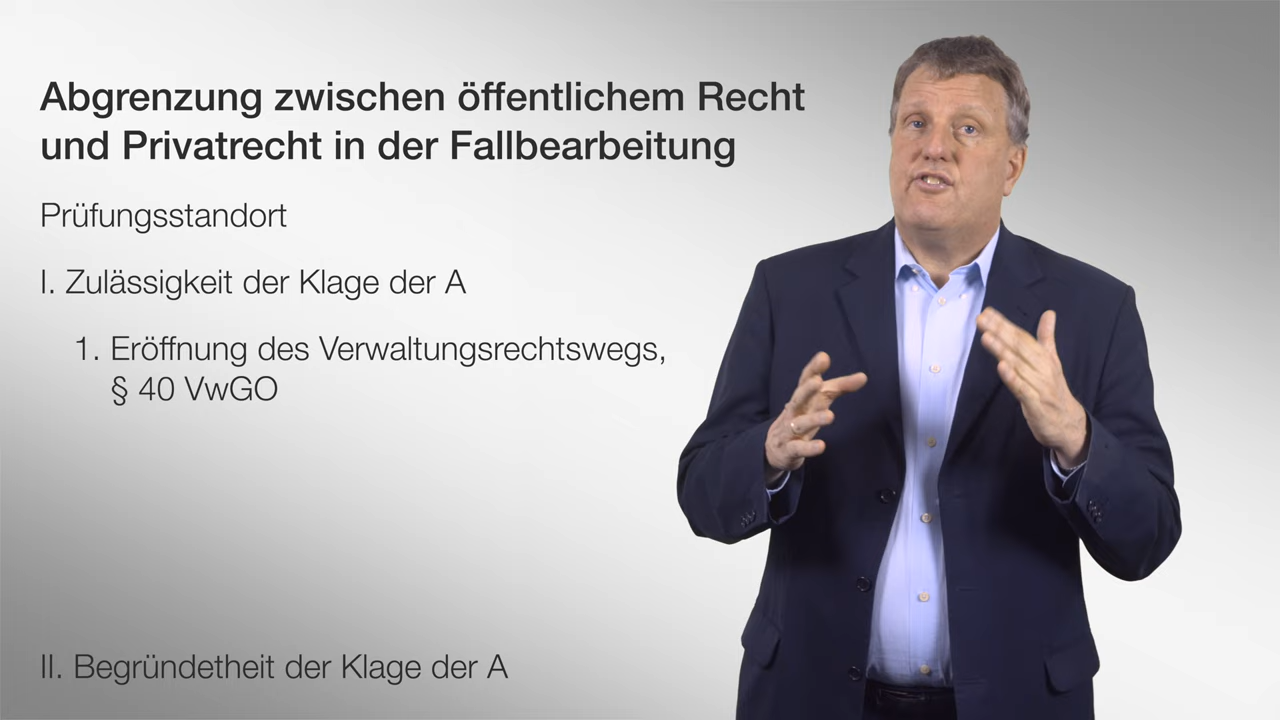 Abgrenzung zwischen öffentlichem Recht
und Privatrecht in der Fallbearbeitung
Prüfungsstandort
I. Zulässigkeit der Klage der A
1. Eröffnung des Verwaltungsrechtswegs,
§ 40 VwGO
II. Begründetheit der Klage der A